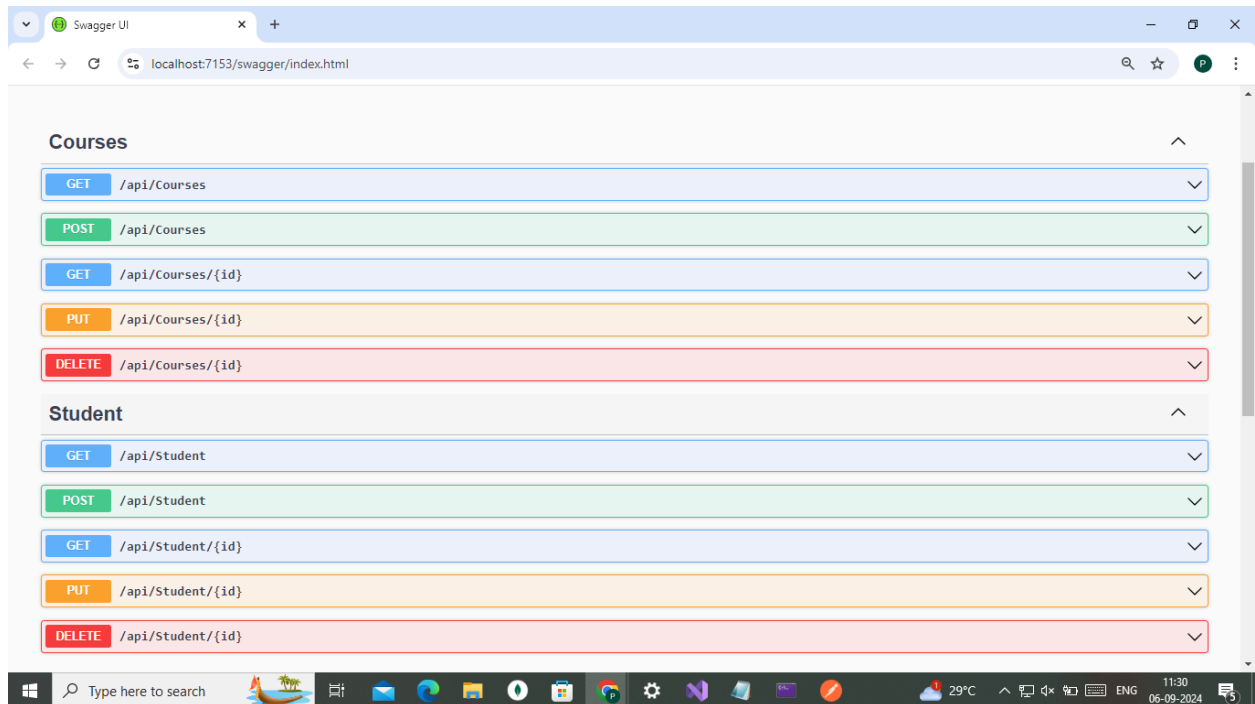 Swagger UI
localhost:7153/swagger/index.html
P
Courses
GET /api/Courses
POST /api/Courses
GET /api/Courses/{id}
PUT /api/Courses/{id}
DELETE /api/Courses/{id}
Student
GET /api/Student
POST /api/Student
GET /api/Student/{id}
PUT /api/Student/{id}
DELETE /api/Student/{id}
Type here to search
29°C
ENG
11:30
06-09-2024
5